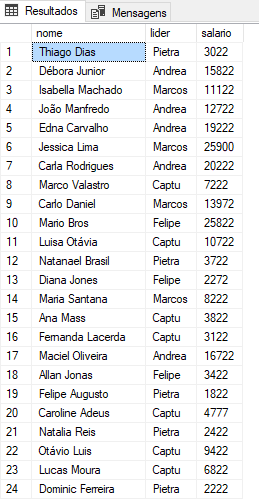 Resultados Mensagens
nome lider salario
1 Thiago Dias Pietra 3022
2 Débora Junior Andrea 15822
3 Isabella Machado Marcos 11122
4 João Manfredo Andrea 12722
5 Edna Carvalho Andrea 19222
6 Jessica Lima Marcos 25900
7 Carla Rodrigues Andrea 20222
8 Marco Valastro Captu 7222
9 Carlo Daniel Marcos 13972
10 Mario Bros Felipe 25822
11 Luisa Otávia Captu 10722
12 Natanael Brasil Pietra 3722
13 Diana Jones Felipe 2272
14 Maria Santana Marcos 8222
15 Ana Mass Captu 3822
16 Fernanda Lacerda Captu 3122
17 Maciel Oliveira Andrea 16722
18 Allan Jonas Felipe 3422
19 Felipe Augusto Pietra 1822
20 Caroline Adeus Captu 4777
21 Natalia Reis Pietra 2422
22 Otávio Luis Captu 9422
23 Lucas Moura Captu 6822
24 Dominic Ferreira Pietra 2222